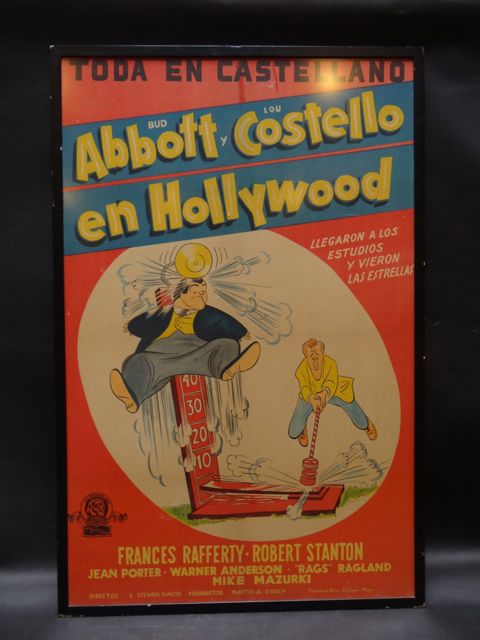 TODA EN CASTELLANO
BUD LOU
Abbott y Costello
en Hollywood
LLEGARON A LOS
ESTUDIOS
Y VIERON
LAS ESTRELLAS
40
30
20
10
FRANCES RAFFERTY · ROBERT STANTON
JEAN PORTER · WARNER ANDERSON · "RAGS" RAGLAND
MIKE MAZURKI
DIRECTOR S. SYLVAN SIMON - PRODUCTOR MARTIN A. GOSCH